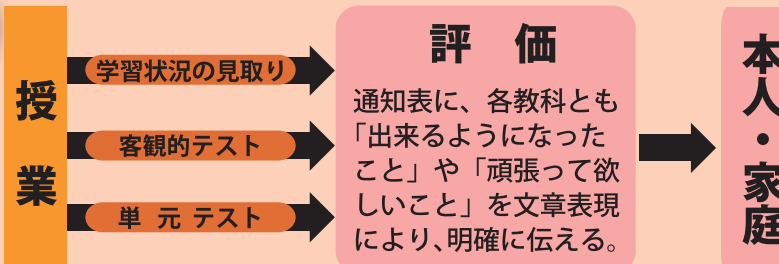 授業
学習状況の見取り
客観的テスト
単元テスト
評価
通知表に、各教科とも
「出来るようになった
こと」や「頑張って欲
しいこと」を文章表現
により、明確に伝える。
本人・家庭